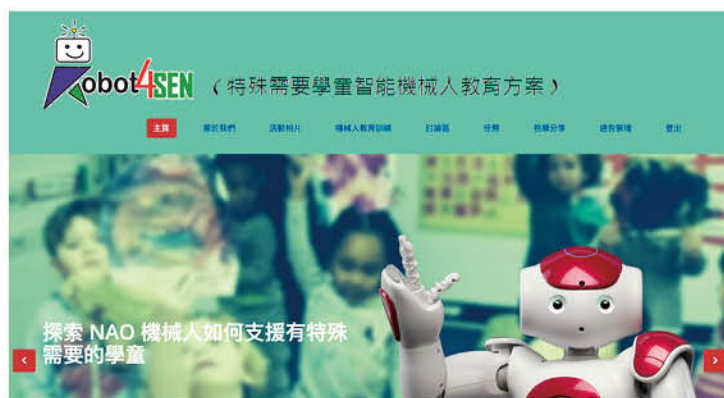 Robot4SEN
（特殊需要學童智能機械人教育方案）
主頁 關於我們 活動相片 機械人教育訓練 討論區 任務 視頻分享 通告管理 登出
探索 NAO 機械人如何支援有特殊
需要的學童